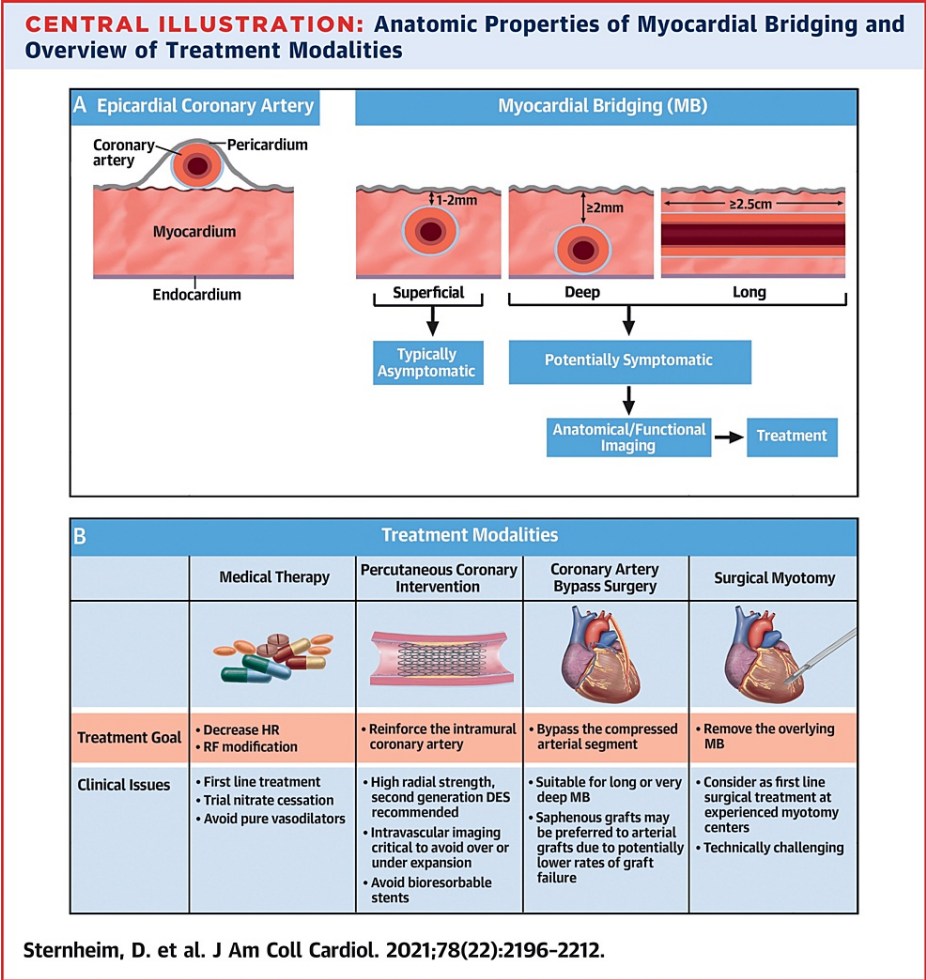 CENTRAL ILLUSTRATION: Anatomic Properties of Myocardial Bridging and
Overview of Treatment Modalities
A Epicardial Coronary Artery
Coronary
artery
Pericardium
Myocardium
Endocardium
Myocardial Bridging (MB)
1-2mm
≥2mm
≥2.5cm
Superficial
Deep
Long
Typically
Asymptomatic
Potentially Symptomatic
Anatomical/Functional
Imaging
Treatment
B
Treatment Modalities
Medical Therapy
Percutaneous Coronary
Intervention
Coronary Artery
Bypass Surgery
Surgical Myotomy
Treatment Goal
• Decrease HR
• RF modification
• Reinforce the intramural
coronary artery
• Bypass the compressed
arterial segment
• Remove the overlying
MB
Clinical Issues
• First line treatment
• Trial nitrate cessation
• Avoid pure vasodilators
• High radial strength,
second generation DES
recommended
• Intravascular imaging
critical to avoid over or
under expansion
• Avoid bioresorbable
stents
• Suitable for long or very
deep MB
• Saphenous grafts may
be preferred to arterial
grafts due to potentially
lower rates of graft
failure
• Consider as first line
surgical treatment at
experienced myotomy
centers
• Technically challenging
Sternheim, D. et al. J Am Coll Cardiol. 2021;78(22):2196–2212.